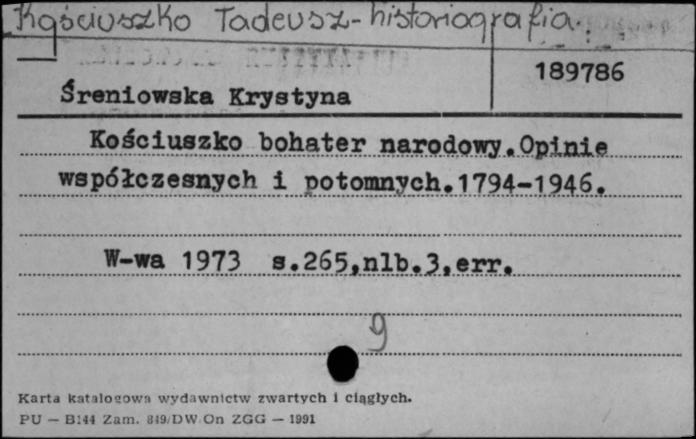 Kościuszko Tadeusz - historiografia
189786
Śreniowska Krystyna
Kościuszko bohater narodowy.Opinie
współczesnych i potomnych.1794-1946.
W-wa 1973 s.265,nlb.3,err.
9
Karta katalogowa wydawnictw zwartych i ciągłych.
PU — B144 Zam. 849/DW/On ZGG — 1991